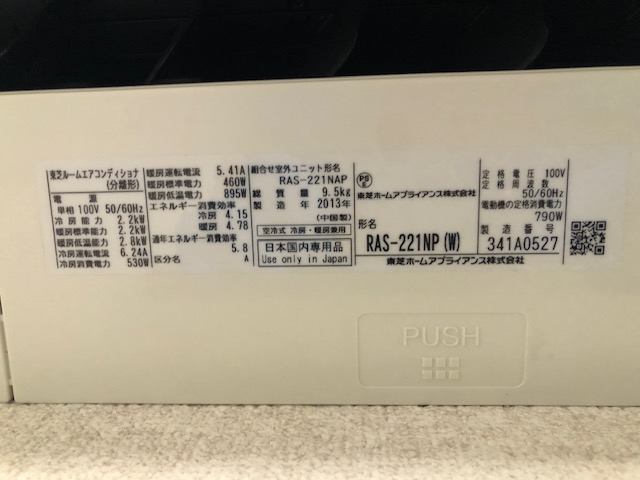 東芝ルームエアコンディショナ
(分離形)
電 源
単相 100V 50/60Hz
冷 房 能 力 2.2kW
暖房標準能力 2.2kW
暖房低温能力 2.8kW
冷房運転電流 6.24A
冷房消費電力 530W
暖房運転電流 5.41A
暖房標準電力 460W
暖房低温電力 895W
エネルギー消費効率
冷房 4.15
暖房 4.78
通年エネルギー消費効率
5.8
区分名 A
組合せ室外ユニット形名
RAS-221NAP
総 質 量 9.5kg
製 造 年 2013年
(中国製)
空冷式 冷房・暖房兼用
日本国内専用品
Use only in Japan
PSE
東芝ホームアプライアンス株式会社
形名
RAS-221NP(W)
東芝ホームアプライアンス株式会社
定 格 電 圧 100V
定 格 周 波 数
50/60Hz
電動機の定格消費電力
790W
製 造 番 号
341A0527
PUSH